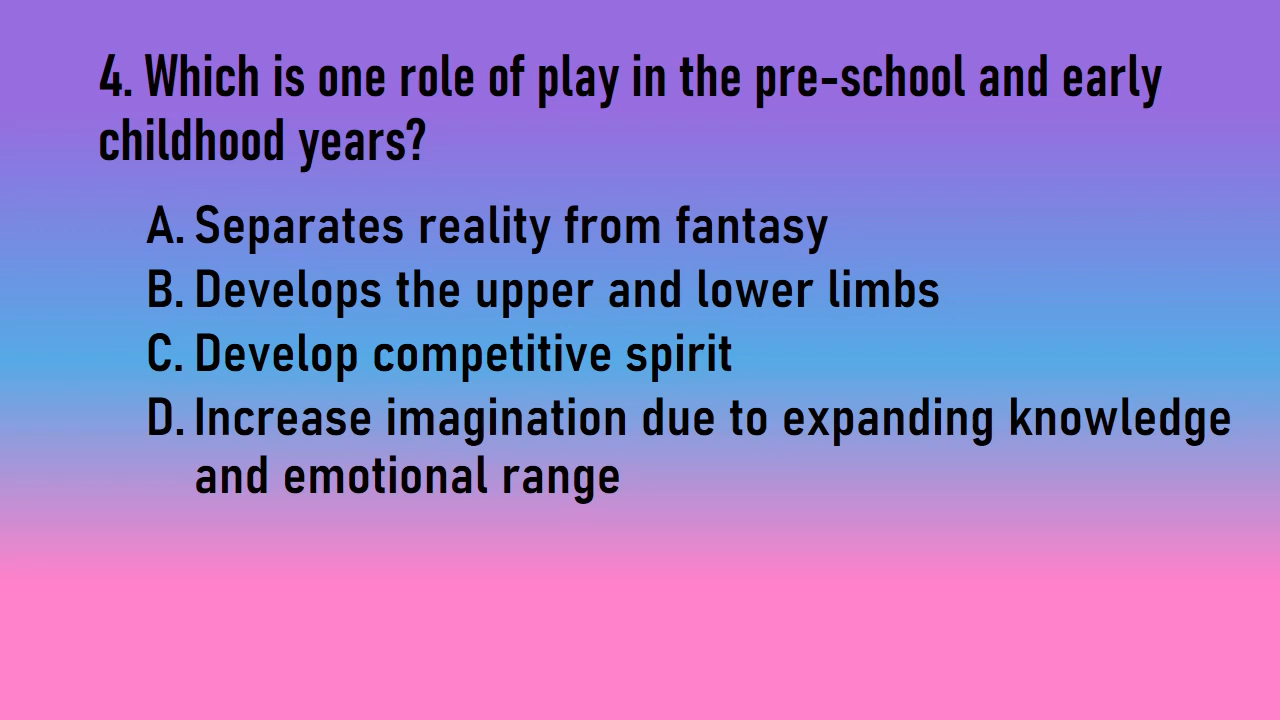 4. Which is one role of play in the pre-school and early
childhood years?
A. Separates reality from fantasy
B. Develops the upper and lower limbs
C. Develop competitive spirit
D. Increase imagination due to expanding knowledge
and emotional range